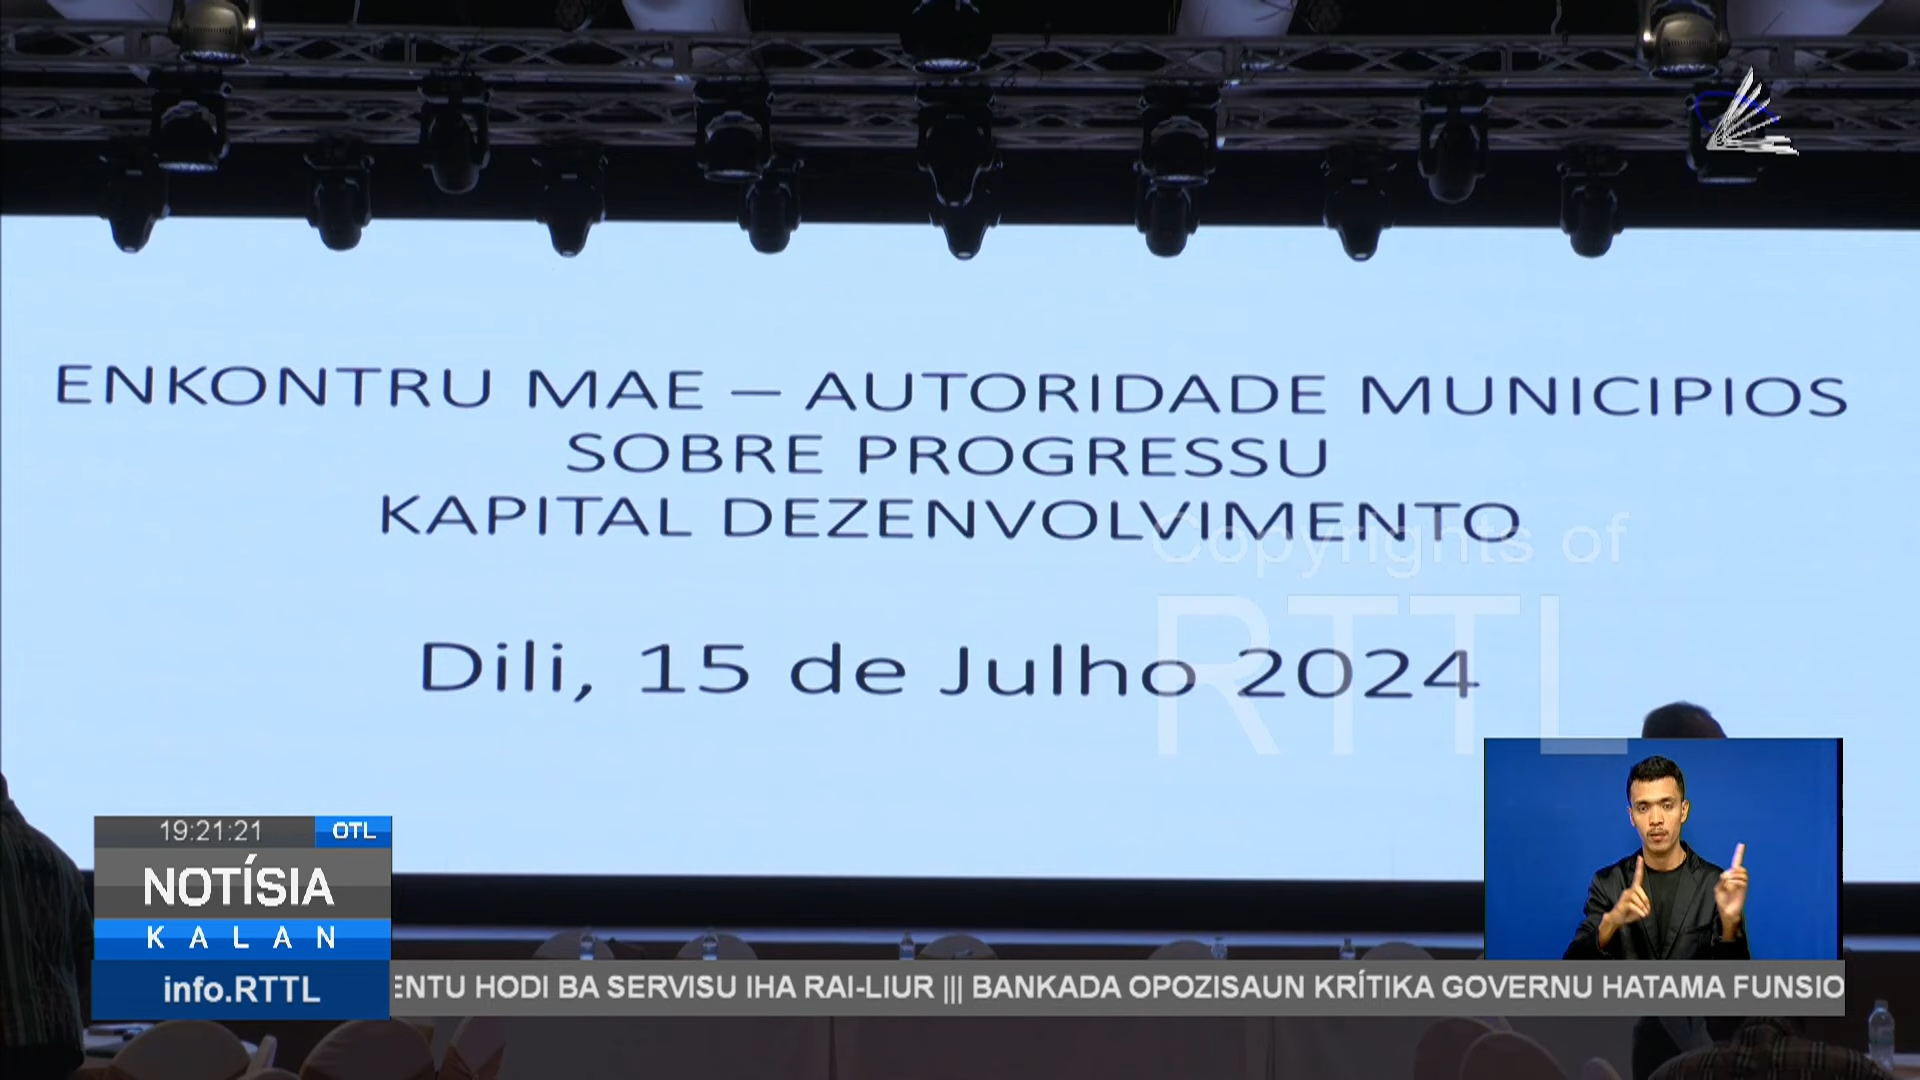 ENKONTRU MAE – AUTORIDADE MUNICIPIOS
SOBRE PROGRESSU
KAPITAL DEZENVOLVIMENTO
Dili, 15 de Julho 2024
Copyrights of
RTTL
19:21:21 OTL
NOTÍSIA
KALAN
info.RTTL
ENTU HODI BA SERVISU IHA RAI-LIUR ||| BANKADA OPOZISAUN KRÍTIKA GOVERNU HATAMA FUNSIO